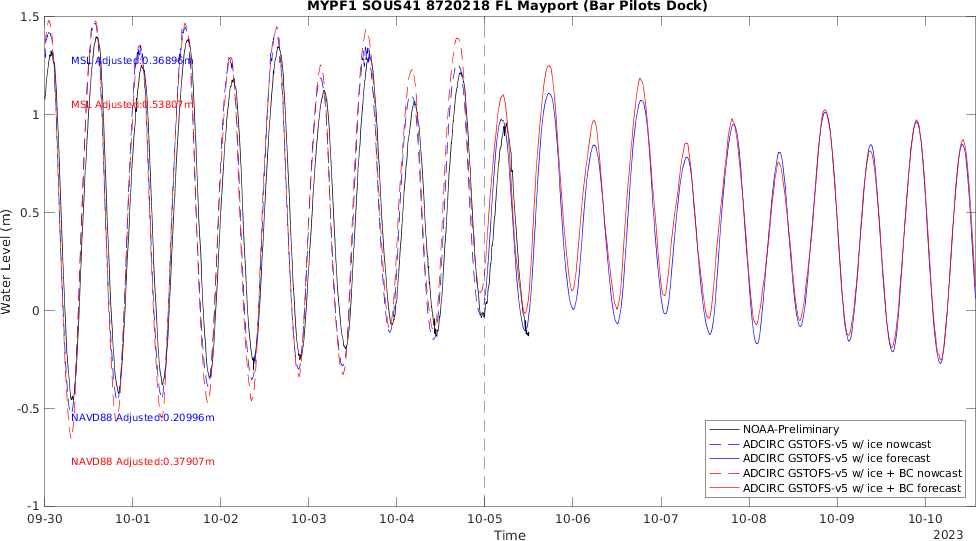 MYPF1 SOUS41 8720218 FL Mayport (Bar Pilots Dock)
1.5
1
0.5
0
-0.5
-1
Water Level (m)
MSL Adjusted:0.36896m
MSL Adjusted:0.53807m
NAVD88 Adjusted:0.20996m
NAVD88 Adjusted:0.37907m
NOAA-Preliminary
ADCIRC GSTOFS-v5 w/ ice nowcast
ADCIRC GSTOFS-v5 w/ ice forecast
ADCIRC GSTOFS-v5 w/ ice + BC nowcast
ADCIRC GSTOFS-v5 w/ ice + BC forecast
09-30 10-01 10-02 10-03 10-04 10-05 10-06 10-07 10-08 10-09 10-10
Time
2023